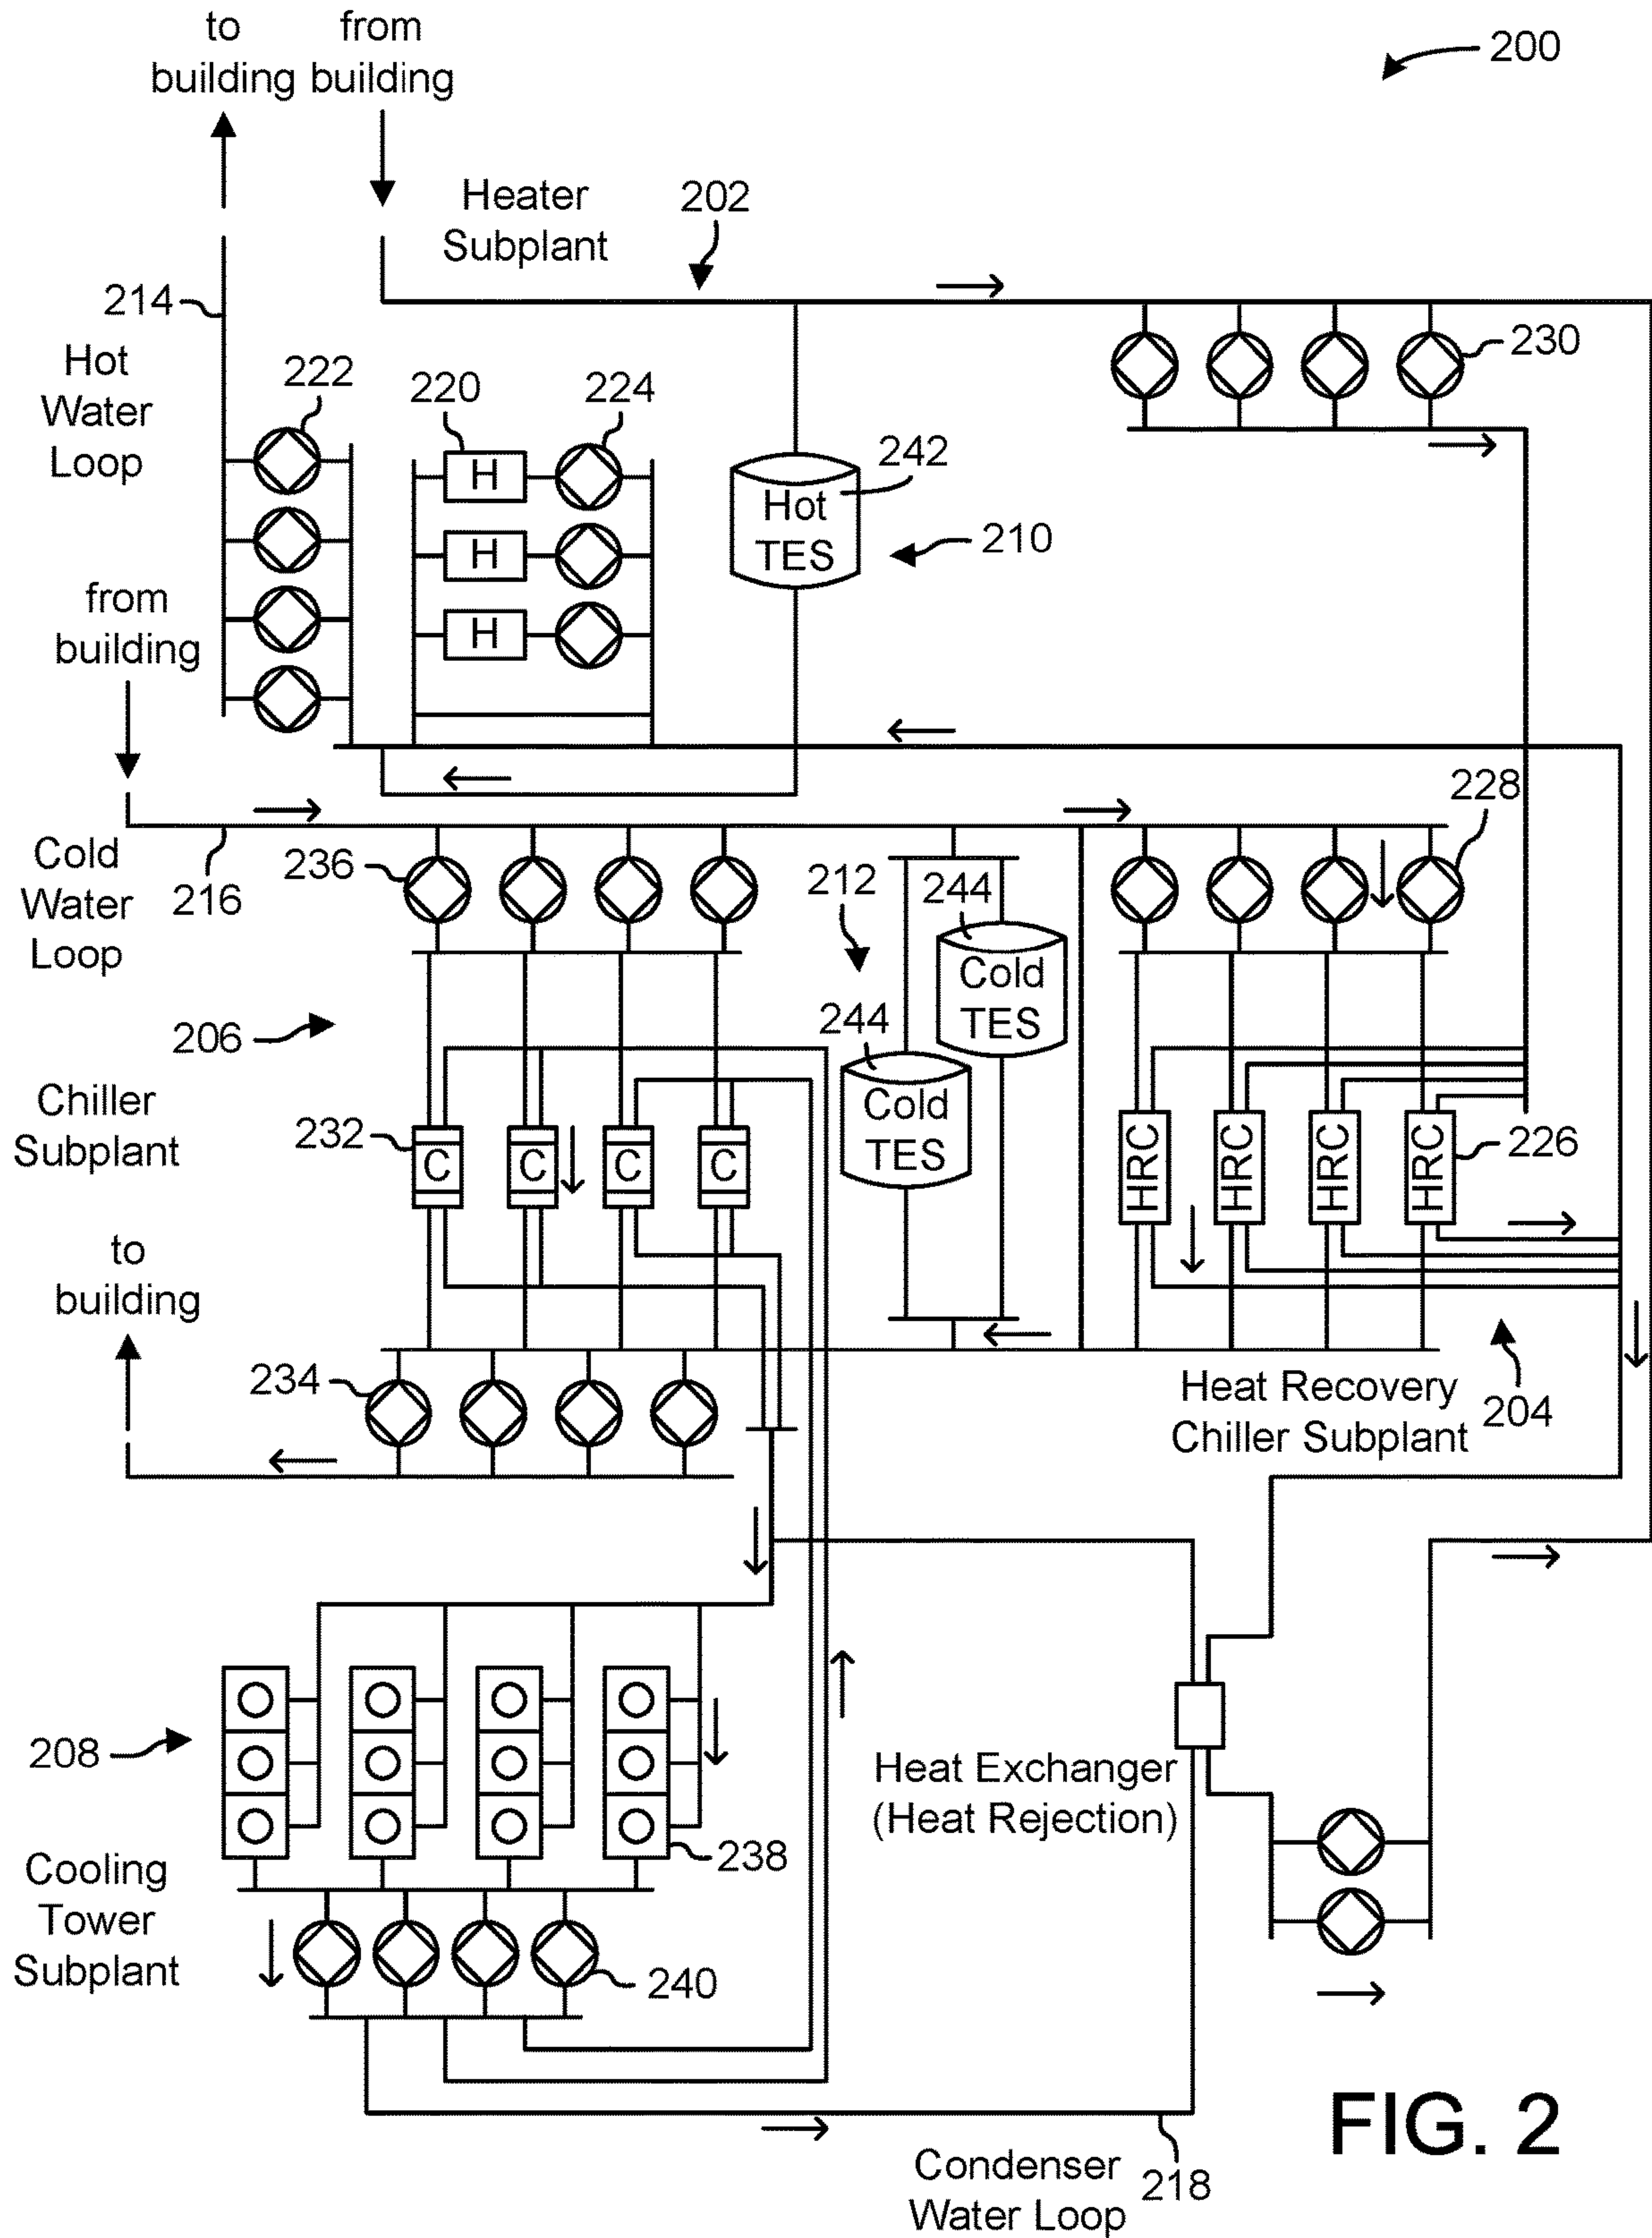 to from
building building
200
Heater
Subplant
202
214
Hot
Water
Loop
222
220
224
230
H
H
H
242
Hot
TES
210
from
building
228
Cold
Water
Loop
216
236
212
244
Cold
TES
244
Cold
TES
206
Chiller
Subplant
232
C
C
C
C
HRC
HRC
HRC
HRC
226
to
building
234
Heat Recovery
Chiller Subplant
204
208
Heat Exchanger
(Heat Rejection)
238
Cooling
Tower
Subplant
240
FIG. 2
Condenser
Water Loop
218